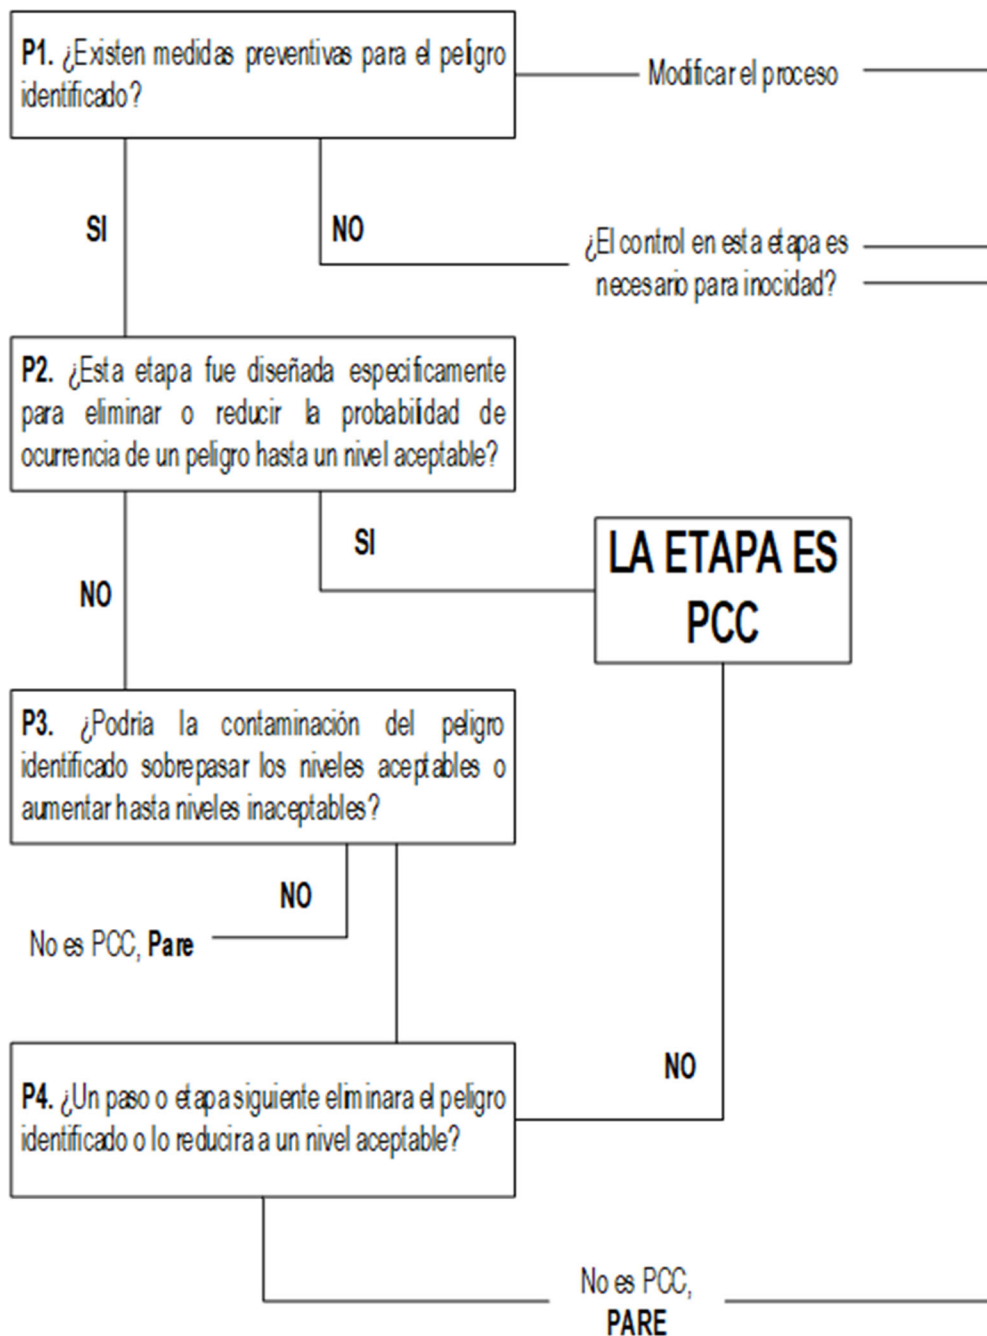 P1. ¿Existen medidas preventivas para el peligro
identificado?
Modificar el proceso
SI
NO
¿El control en esta etapa es
necesario para inocidad?
P2. ¿Esta etapa fue diseñada especificamente
para eliminar o reducir la probabilidad de
ocurrencia de un peligro hasta un nivel aceptable?
SI
NO
LA ETAPA ES
PCC
P3. ¿Podria la contaminación del peligro
identificado sobrepasar los niveles aceptables o
aumentar hasta niveles inaceptables?
NO
No es PCC, Pare
NO
P4. ¿Un paso o etapa siguiente eliminara el peligro
identificado o lo reducira a un nivel aceptable?
No es PCC,
PARE